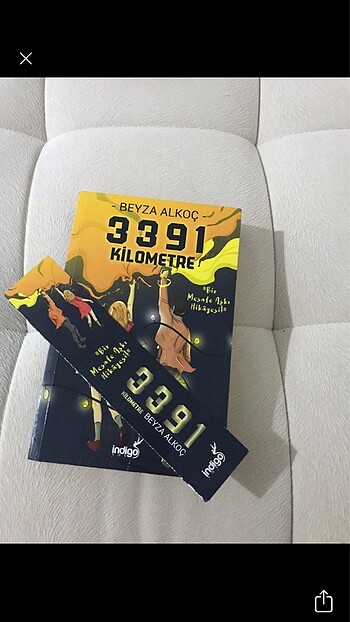 - BEYZA ALKOÇ -
3391
KİLOMETRE
"Bir
Mesafe Aşkı
Hikâyesi!"
"Bir
Mesafe Aşkı
Hikâyesi!"
3391
KİLOMETRE
BEYZA ALKOÇ
indigo
indigo